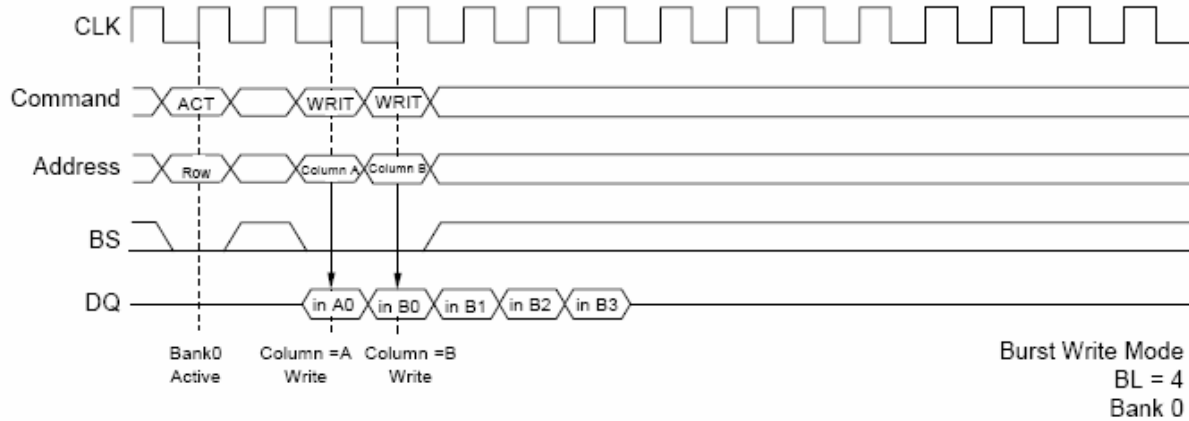 CLK
Command ACT WRIT WRIT
Address Row Column A Column B
BS
DQ in A0 in B0 in B1 in B2 in B3
Bank0 Column =A Column =B
Active Write Write
Burst Write Mode
BL = 4
Bank 0